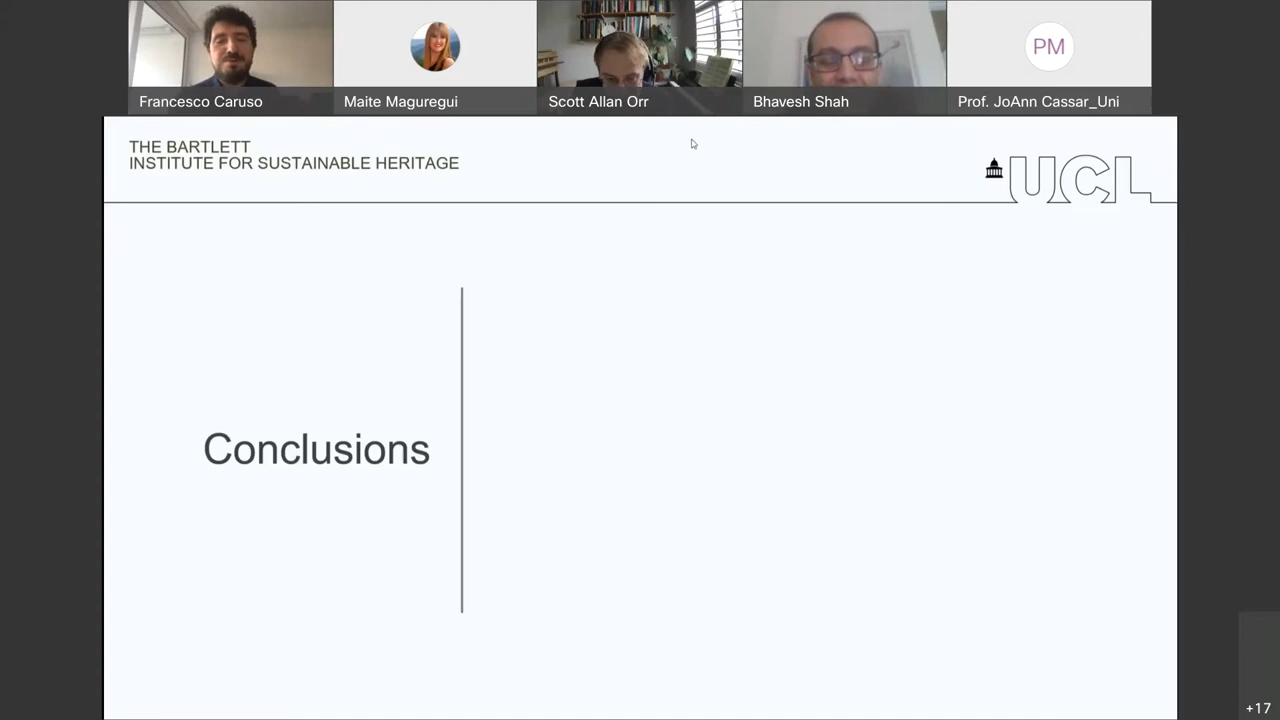 Francesco Caruso
Maite Maguregui
Scott Allan Orr
Bhavesh Shah
PM
Prof. JoAnn Cassar_Uni
THE BARTLETT
INSTITUTE FOR SUSTAINABLE HERITAGE
UCL
Conclusions
+17